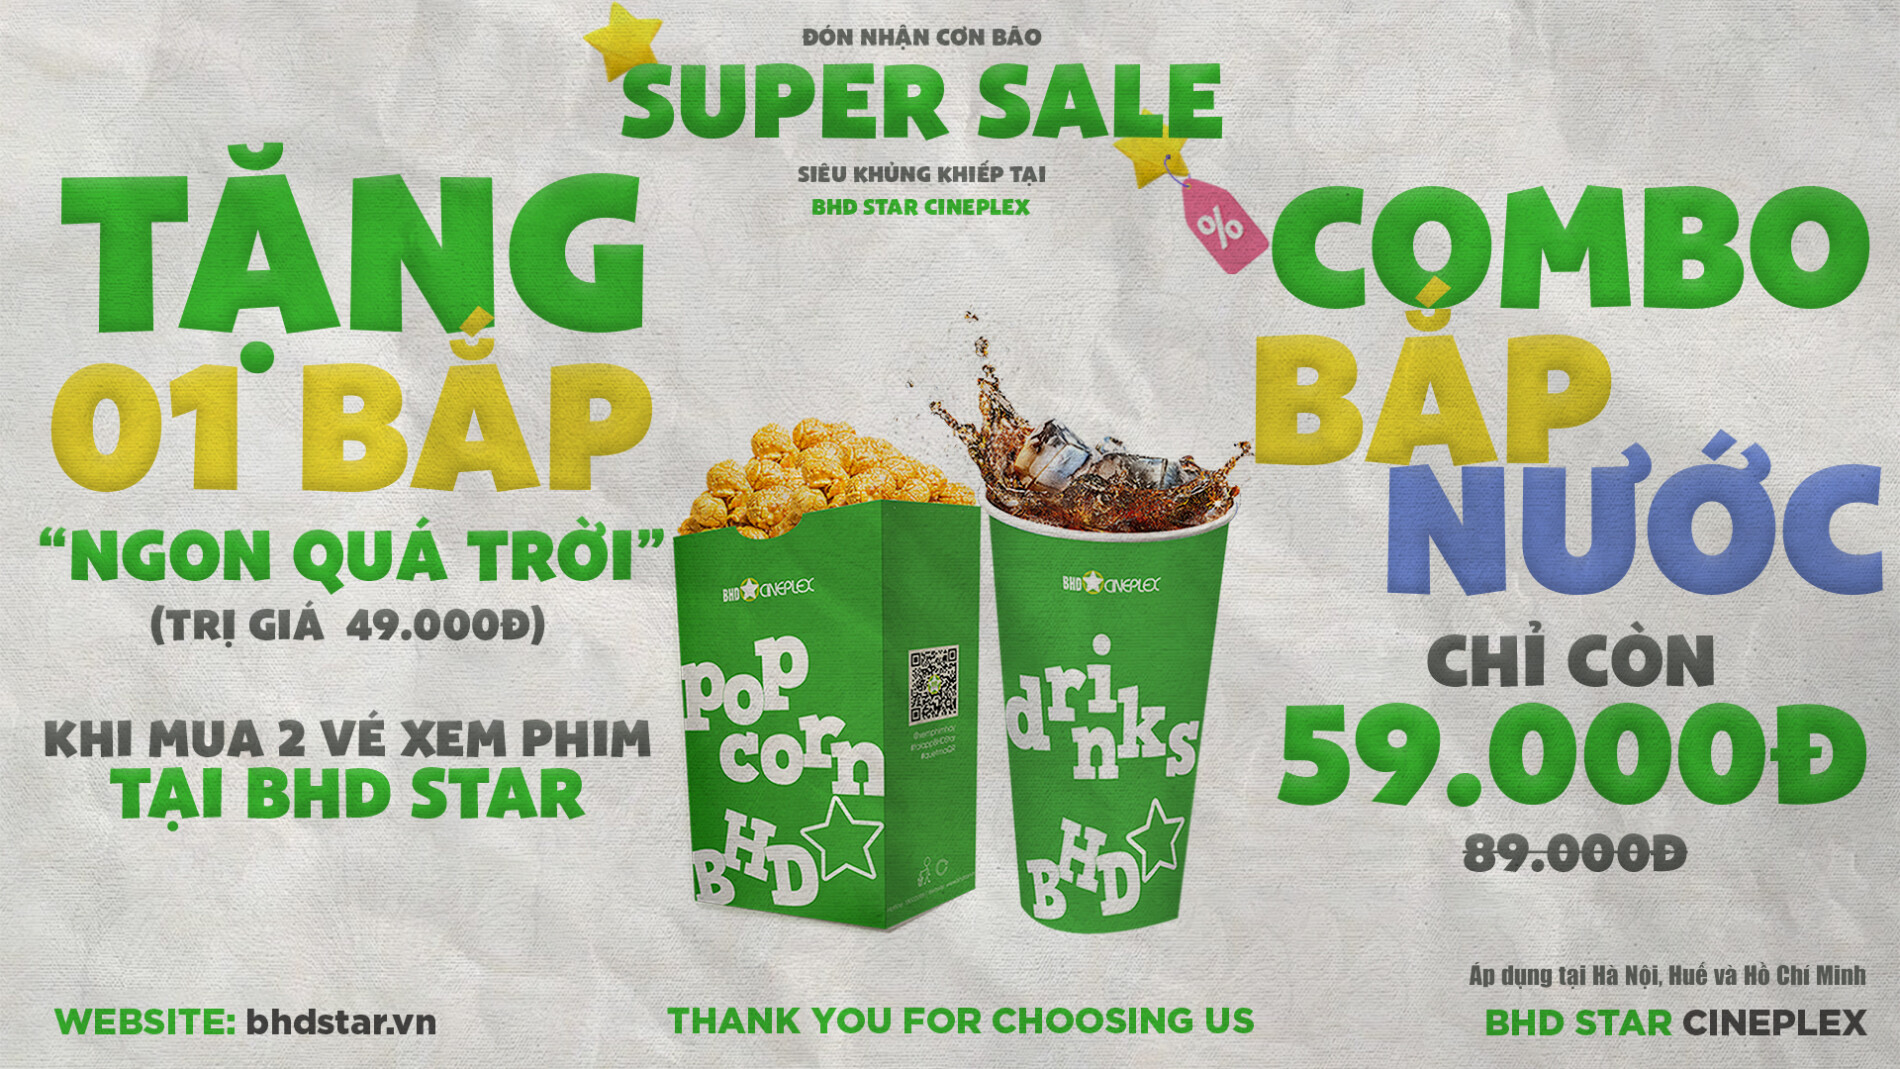 ĐÓN NHẬN CƠN BÃO
SUPER SALE
SIÊU KHỦNG KHIẾP TẠI
BHD STAR CINEPLEX
TẶNG
01 BẮP
“NGON QUÁ TRỜI”
(TRỊ GIÁ 49.000Đ)
KHI MUA 2 VÉ XEM PHIM
TẠI BHD STAR
%
COMBO
BẮP
NƯỚC
CHỈ CÒN
59.000Đ
89.000Đ
BHD CINEPLEX
pop
corn
BHD
BHD CINEPLEX
dri
nks
BHD
Áp dụng tại Hà Nội, Huế và Hồ Chí Minh
WEBSITE: bhdstar.vn
THANK YOU FOR CHOOSING US
BHD STAR CINEPLEX